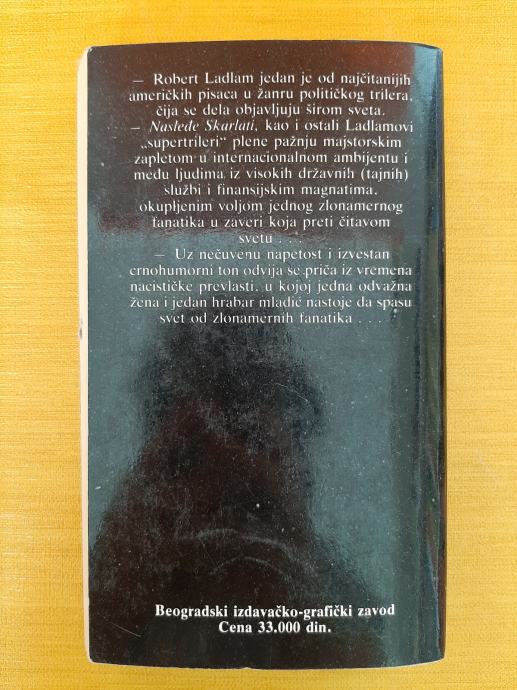 — Robert Ladlam jedan je od najčitanijih
američkih pisaca u žanru političkog trilera,
čija se dela objavljuju širom sveta.
— Nasleđe Skarlati, kao i ostali Ladlamovi
„supertrileri“ plene pažnju majstorskim
zapletom u internacionalnom ambijentu i
među ljudima iz visokih državnih (tajnih)
službi i finansijskim magnatima,
okupljenim voljom jednog zlonamernog
fanatika u zaveri koja preti čitavom
svetu . . .
— Uz nečuvenu napetost i izvestan
crnohumorni ton odvija se priča iz vremena
nacističke prevlasti, u kojoj jedna odvažna
žena i jedan hrabar mladić nastoje da spasu
svet od zlonamernih fanatika . . .
Beogradski izdavačko-grafički zavod
Cena 33.000 din.